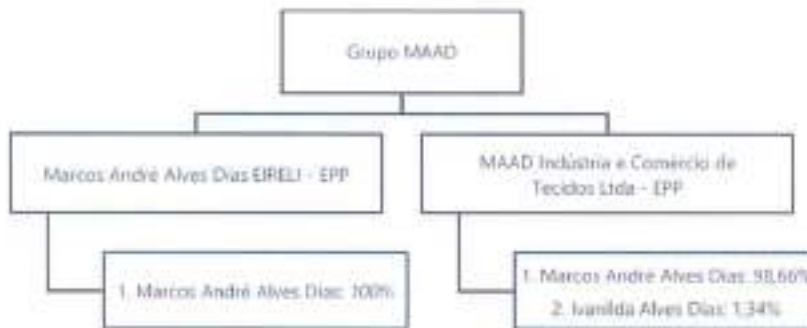 Grupo MAAD
Marcos André Alves Dias EIRELI - EPP
MAAD Indústria e Comércio de
Tecidos Ltda - EPP
1. Marcos André Alves Dias: 100%
1. Marcos André Alves Dias: 98,66%
2. Ivanilda Alves Dias: 1,34%